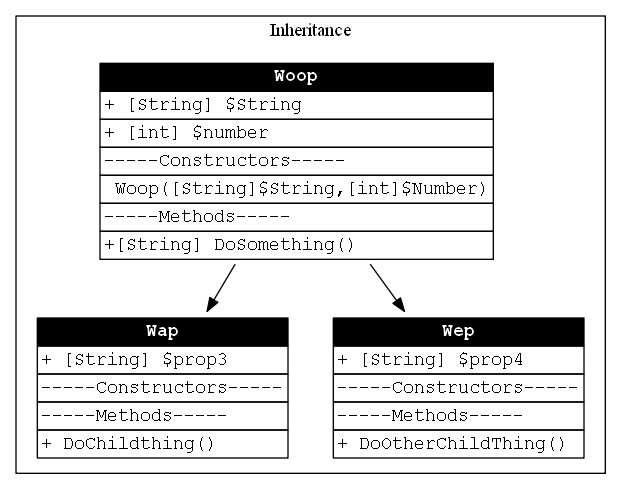 Inheritance
Woop
+ [String] $String
+ [int] $number
-----Constructors-----
Woop([String]$String,[int]$Number)
-----Methods-----
+[String] DoSomething()
Wap
+ [String] $prop3
-----Constructors-----
-----Methods-----
+ DoChildthing()
Wep
+ [String] $prop4
-----Constructors-----
-----Methods-----
+ DoOtherChildThing()